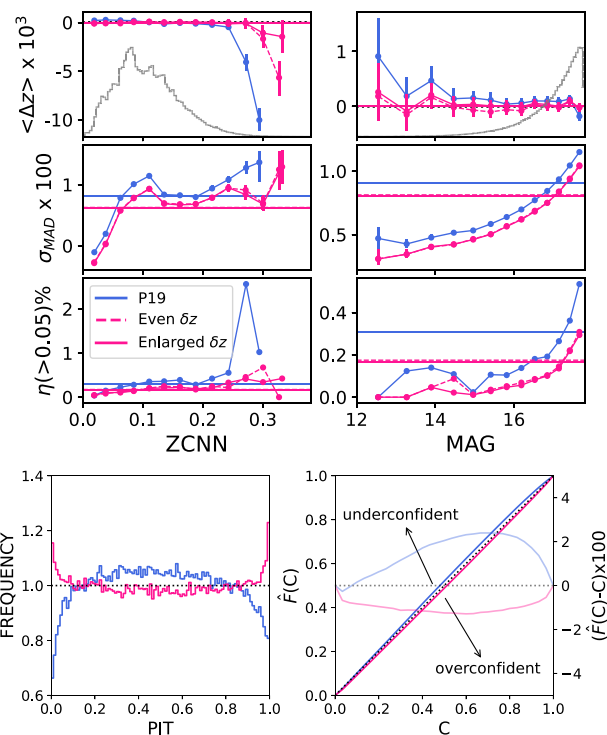 <Δz> x 10³
0
-5
-10
1
0
σMAD x 100
1
0
1.0
0.5
η(>0.05)%
2
1
0
P19
Even δz
Enlarged δz
0.4
0.2
0.0
0.0 0.1 0.2 0.3
12 14 16
ZCNN
MAG
FREQUENCY
1.4
1.2
1.0
0.8
0.6
0.0 0.2 0.4 0.6 0.8 1.0
PIT
F̂(C)
1.0
0.8
0.6
0.4
0.2
0.0
underconfident
overconfident
4
2
0
−2
−4
(F̂(C)-C)x100
0.0 0.2 0.4 0.6 0.8 1.0
C